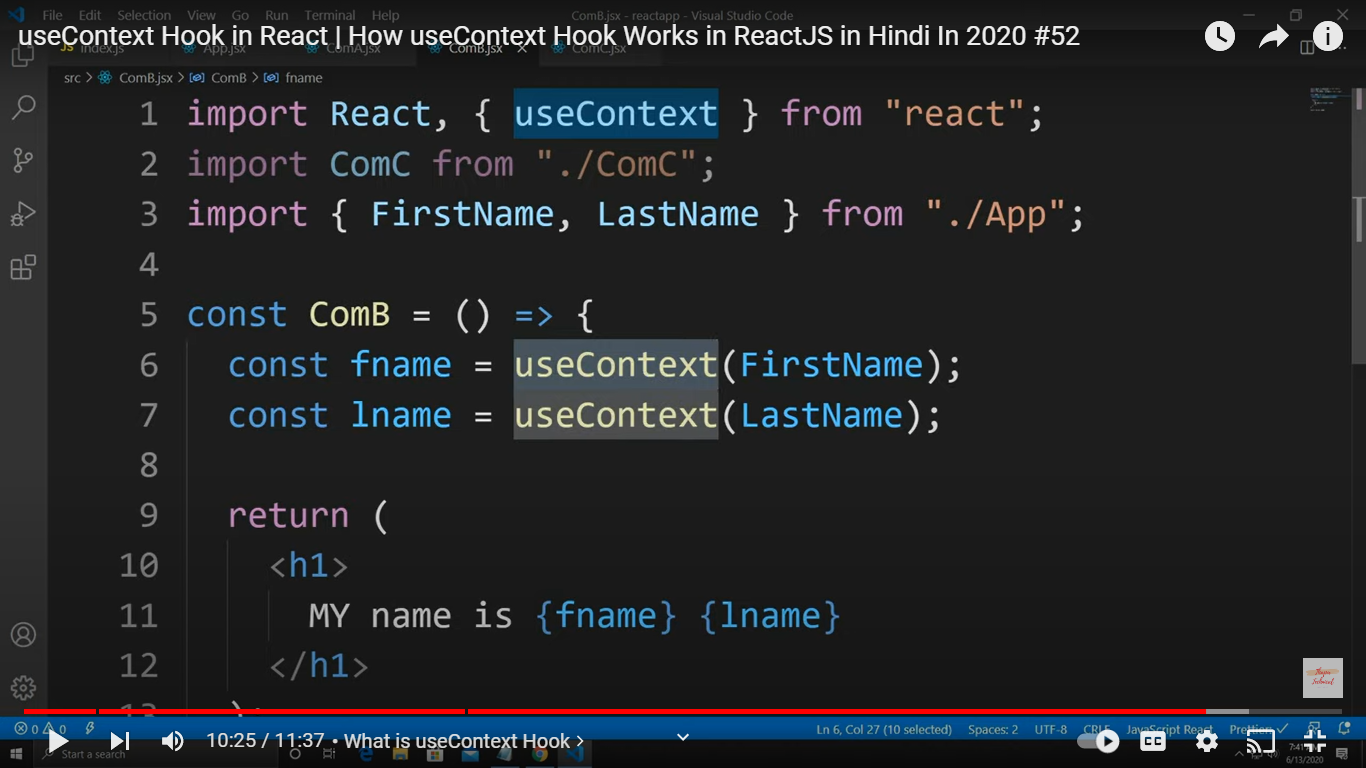 File Edit Selection View Go Run Terminal Help
ComB.jsx - reactapp - Visual Studio Code
useContext Hook in React | How useContext Hook Works in ReactJS in Hindi In 2020 #52
index.js App.jsx ComA.jsx ComB.jsx ComC.jsx
src > ComB.jsx > ComB > fname
1 import React, { useContext } from "react";
2 import ComC from "./ComC";
3 import { FirstName, LastName } from "./App";
4
5 const ComB = () => {
6 const fname = useContext(FirstName);
7 const lname = useContext(LastName);
8
9 return (
10 <h1>
11 MY name is {fname} {lname}
12 </h1>
13 );
Thapa Technical
0 0 Ln 6, Col 27 (10 selected) Spaces: 2 UTF-8 CRLF JavaScript React Prettier
10:25 / 11:37 • What is useContext Hook > CC
Start a search
6/13/2020